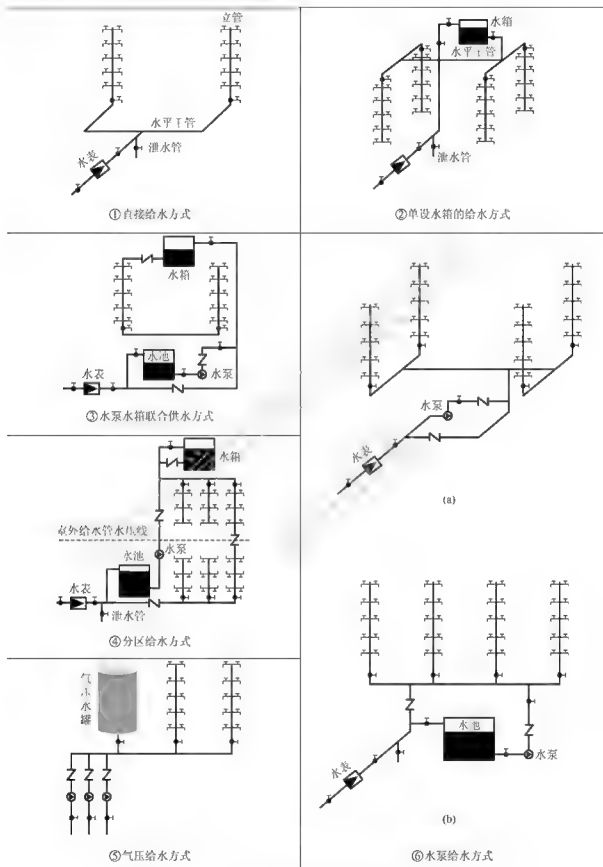 立管
水平干管
水表
泄水管
①直接给水方式
水箱
水平干管
泄水管
水表
②单设水箱的给水方式
水箱
水池
水表
水泵
③水泵水箱联合供水方式
水泵
水表
(a)
水箱
室外给水管水压线
水泵
水池
水表
泄水管
④分区给水方式
气
压
水
罐
⑤气压给水方式
水池
水泵
水表
(b)
⑥水泵给水方式